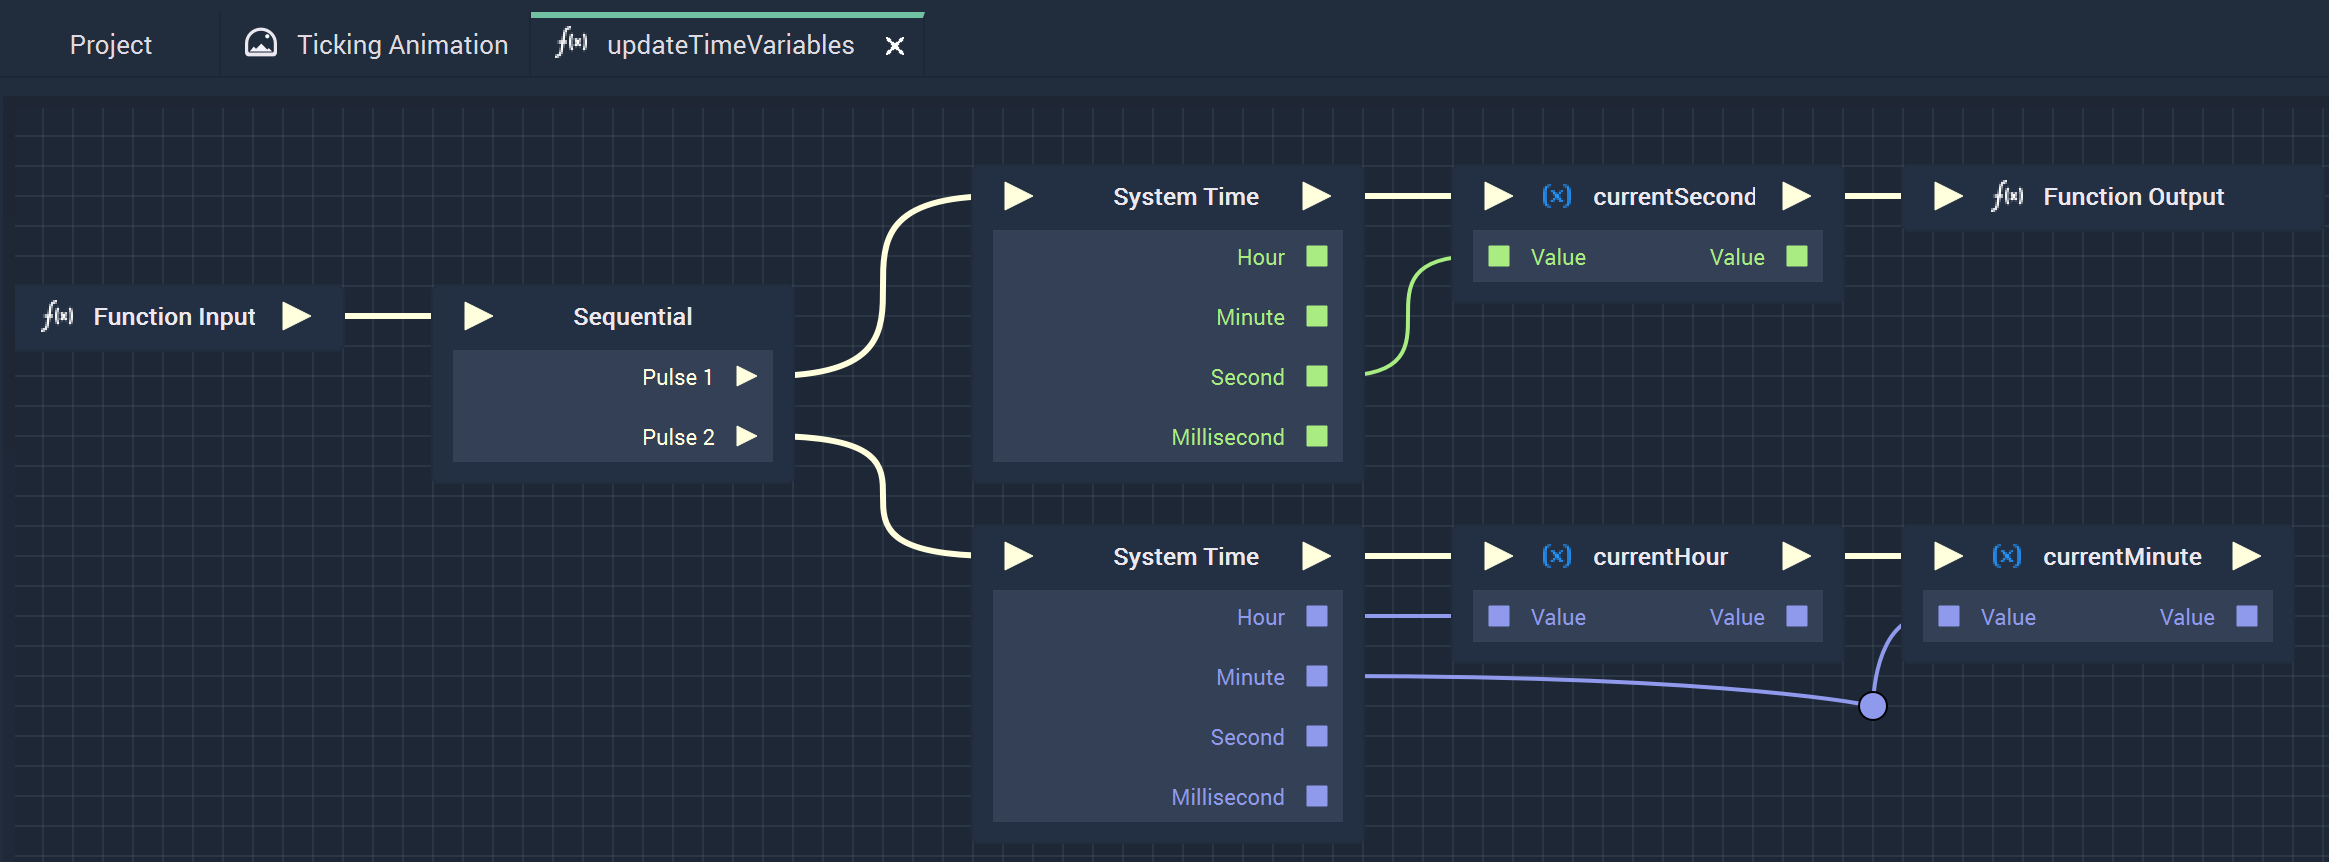 Project
Ticking Animation
updateTimeVariables
Function Input
Sequential
Pulse 1
Pulse 2
System Time
Hour
Minute
Second
Millisecond
currentSecond
Value Value
Function Output
System Time
Hour
Minute
Second
Millisecond
currentHour
Value Value
currentMinute
Value Value